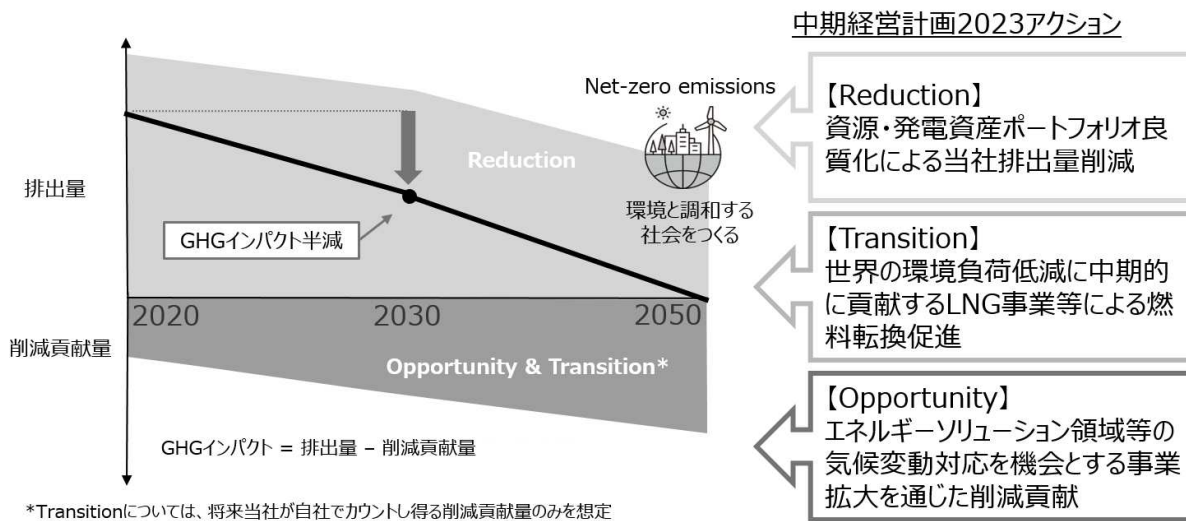 中期経営計画2023アクション
Net-zero emissions
Reduction
環境と調和する
社会をつくる
排出量
GHGインパクト半減
2020
2030
2050
削減貢献量
Opportunity & Transition*
GHGインパクト = 排出量 – 削減貢献量
*Transitionについては、将来当社が自社でカウントし得る削減貢献量のみを想定
【Reduction】
資源・発電資産ポートフォリオ良
質化による当社排出量削減
【Transition】
世界の環境負荷低減に中期的
に貢献するLNG事業等による燃
料転換促進
【Opportunity】
エネルギーソリューション領域等の
気候変動対応を機会とする事業
拡大を通じた削減貢献